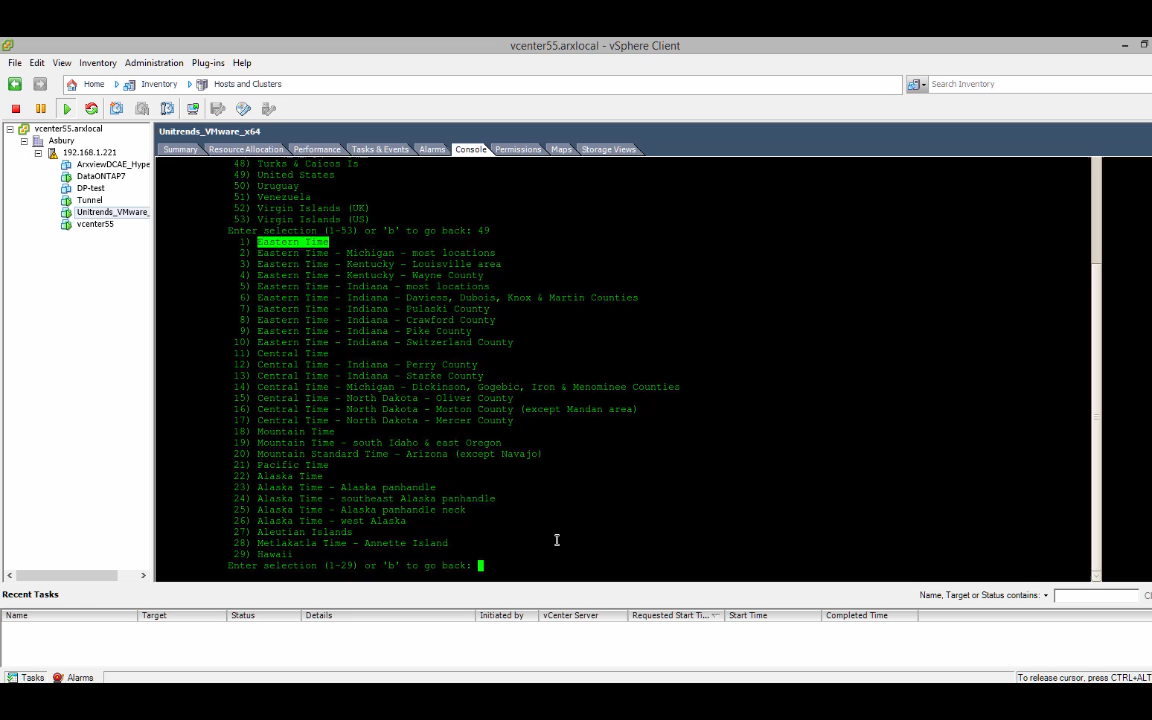 vcenter55.arxlocal - vSphere Client
File Edit View Inventory Administration Plug-ins Help
Home Inventory Hosts and Clusters
Search Inventory
vcenter55.arxlocal
Asbury
192.168.1.221
ArxviewDCAE_Hype
DataONTAP7
DP-test
Tunnel
Unitrends_VMware_
vcenter55
Unitrends_VMware_x64
Summary Resource Allocation Performance Tasks & Events Alarms Console Permissions Maps Storage Views
48) Turks & Caicos Is
49) United States
50) Uruguay
51) Venezuela
52) Virgin Islands (UK)
53) Virgin Islands (US)
Enter selection (1-53) or 'b' to go back: 49
1) Eastern Time
2) Eastern Time - Michigan - most locations
3) Eastern Time - Kentucky - Louisville area
4) Eastern Time - Kentucky - Wayne County
5) Eastern Time - Indiana - most locations
6) Eastern Time - Indiana - Daviess, Dubois, Knox & Martin Counties
7) Eastern Time - Indiana - Pulaski County
8) Eastern Time - Indiana - Crawford County
9) Eastern Time - Indiana - Pike County
10) Eastern Time - Indiana - Switzerland County
11) Central Time
12) Central Time - Indiana - Perry County
13) Central Time - Indiana - Starke County
14) Central Time - Michigan - Dickinson, Gogebic, Iron & Menominee Counties
15) Central Time - North Dakota - Oliver County
16) Central Time - North Dakota - Morton County (except Mandan area)
17) Central Time - North Dakota - Mercer County
18) Mountain Time
19) Mountain Time - south Idaho & east Oregon
20) Mountain Standard Time - Arizona (except Navajo)
21) Pacific Time
22) Alaska Time
23) Alaska Time - Alaska panhandle
24) Alaska Time - southeast Alaska panhandle
25) Alaska Time - Alaska panhandle neck
26) Alaska Time - west Alaska
27) Aleutian Islands
28) Metlakatla Time - Annette Island
29) Hawaii
Enter selection (1-29) or 'b' to go back:
Recent Tasks
Name, Target or Status contains:
Cl
Name Target Status Details Initiated by vCenter Server Requested Start Ti... Start Time Completed Time
Tasks Alarms
To release cursor, press CTRL+ALT